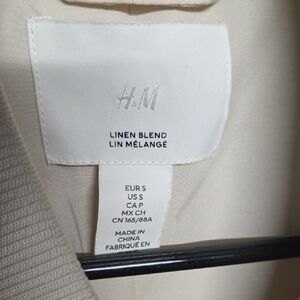 H&M
LINEN BLEND
LIN MÉLANGÉ
EUR S
US S
CA P
MX CH
CN 165/88A
MADE IN
CHINA
FABRIQUÉ EN